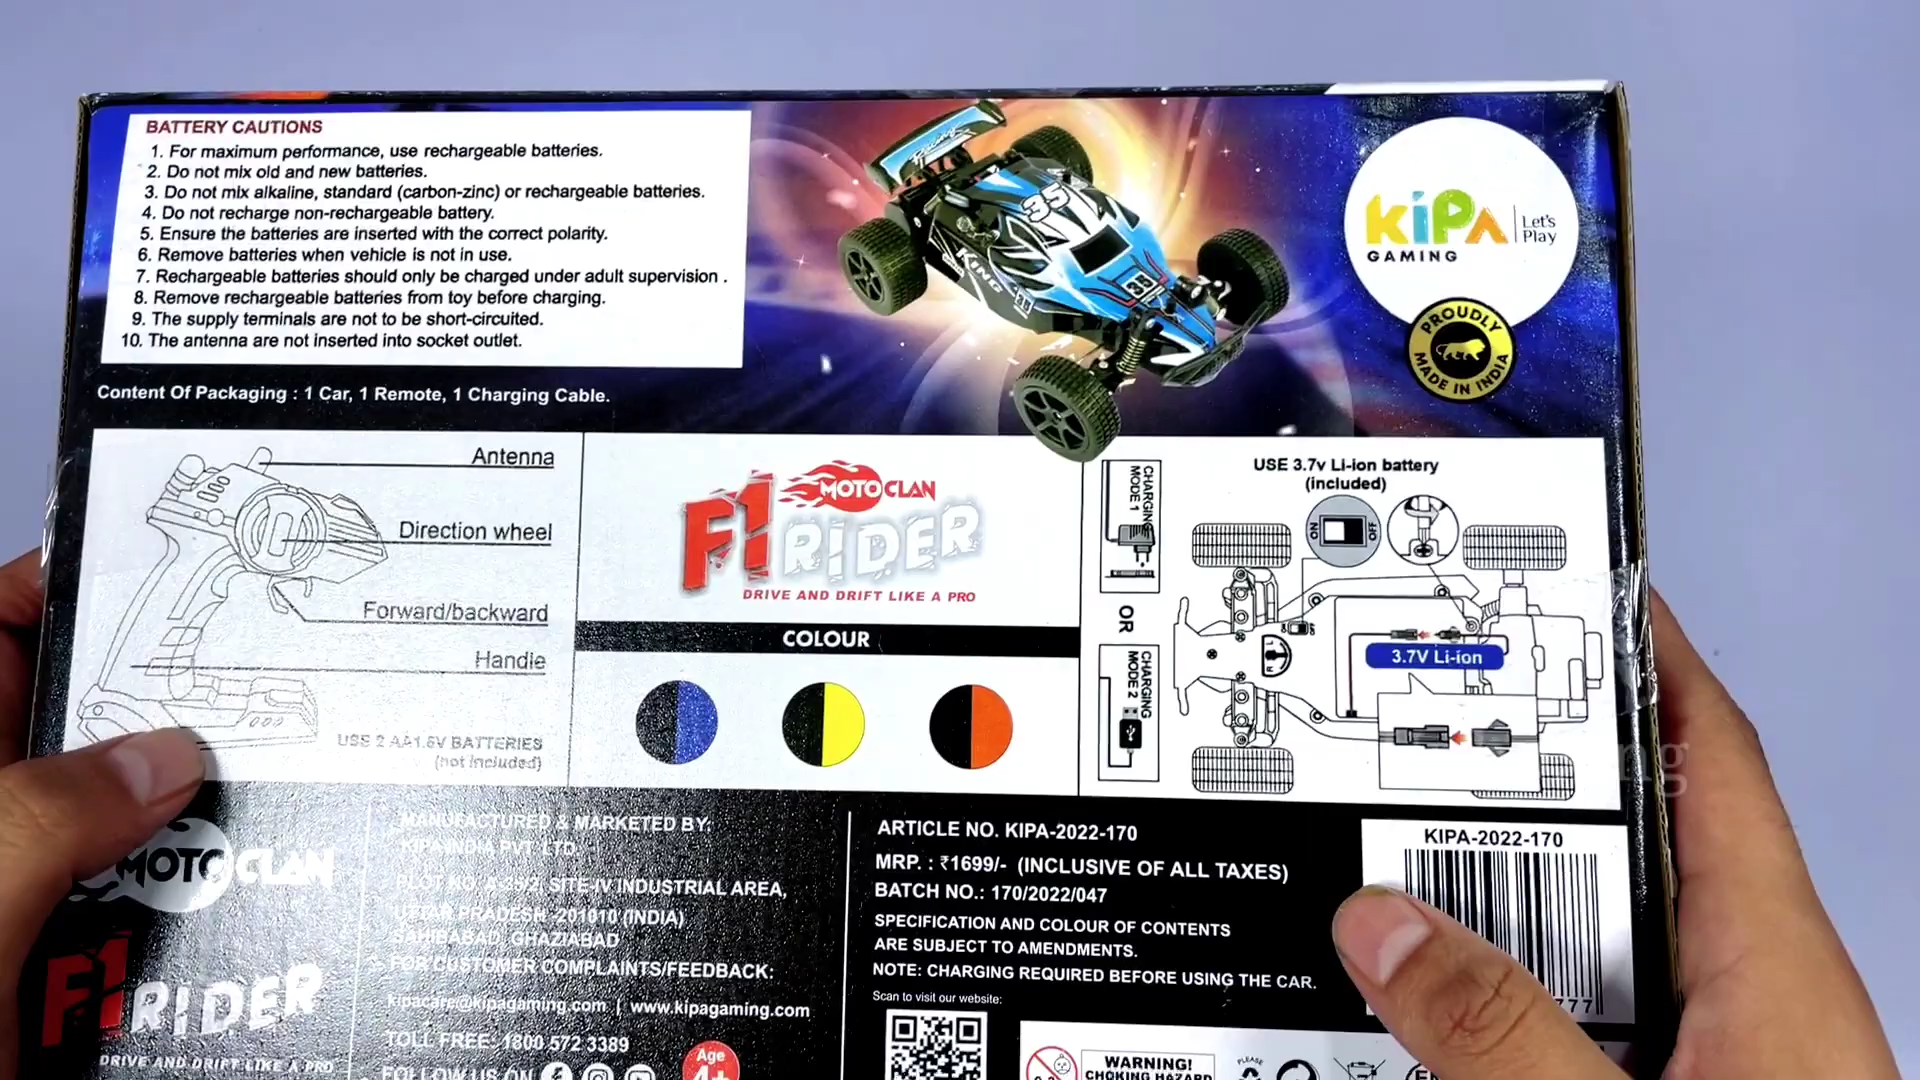 BATTERY CAUTIONS
1. For maximum performance, use rechargeable batteries.
2. Do not mix old and new batteries.
3. Do not mix alkaline, standard (carbon-zinc) or rechargeable batteries.
4. Do not recharge non-rechargeable battery.
5. Ensure the batteries are inserted with the correct polarity.
6. Remove batteries when vehicle is not in use.
7. Rechargeable batteries should only be charged under adult supervision .
8. Remove rechargeable batteries from toy before charging.
9. The supply terminals are not to be short-circuited.
10. The antenna are not inserted into socket outlet.
Content Of Packaging : 1 Car, 1 Remote, 1 Charging Cable.
Racing
35
KING
35
KiPA
Let's Play
GAMING
PROUDLY
MADE IN INDIA
Antenna
Direction wheel
Forward/backward
Handie
USE 2 AA1.5V BATTERIES
(not included)
MOTOCLAN
F1 RIDER
DRIVE AND DRIFT LIKE A PRO
COLOUR
CHARGING MODE 1
OR
CHARGING MODE 2
USE 3.7v Li-ion battery
(included)
ON
OFF
3.7V Li-ion
MOTOCLAN
F1 RIDER
DRIVE AND DRIFT LIKE A PRO
MANUFACTURED & MARKETED BY:
KIPA INDIA PVT. LTD.
PLOT NO. A-35/2, SITE-IV INDUSTRIAL AREA,
UTTAR PRADESH -201010 (INDIA)
SAHIBABAD, GHAZIABAD
FOR CUSTOMER COMPLAINTS/FEEDBACK:
kipacare@kipagaming.com | www.kipagaming.com
TOLL FREE: 1800 572 3389
FOLLOW US ON
Age
4+
ARTICLE NO. KIPA-2022-170
MRP. : ₹1699/- (INCLUSIVE OF ALL TAXES)
BATCH NO.: 170/2022/047
SPECIFICATION AND COLOUR OF CONTENTS
ARE SUBJECT TO AMENDMENTS.
NOTE: CHARGING REQUIRED BEFORE USING THE CAR.
Scan to visit our website:
WARNING!
CHOKING HAZARD
PLEASE
KIPA-2022-170
777